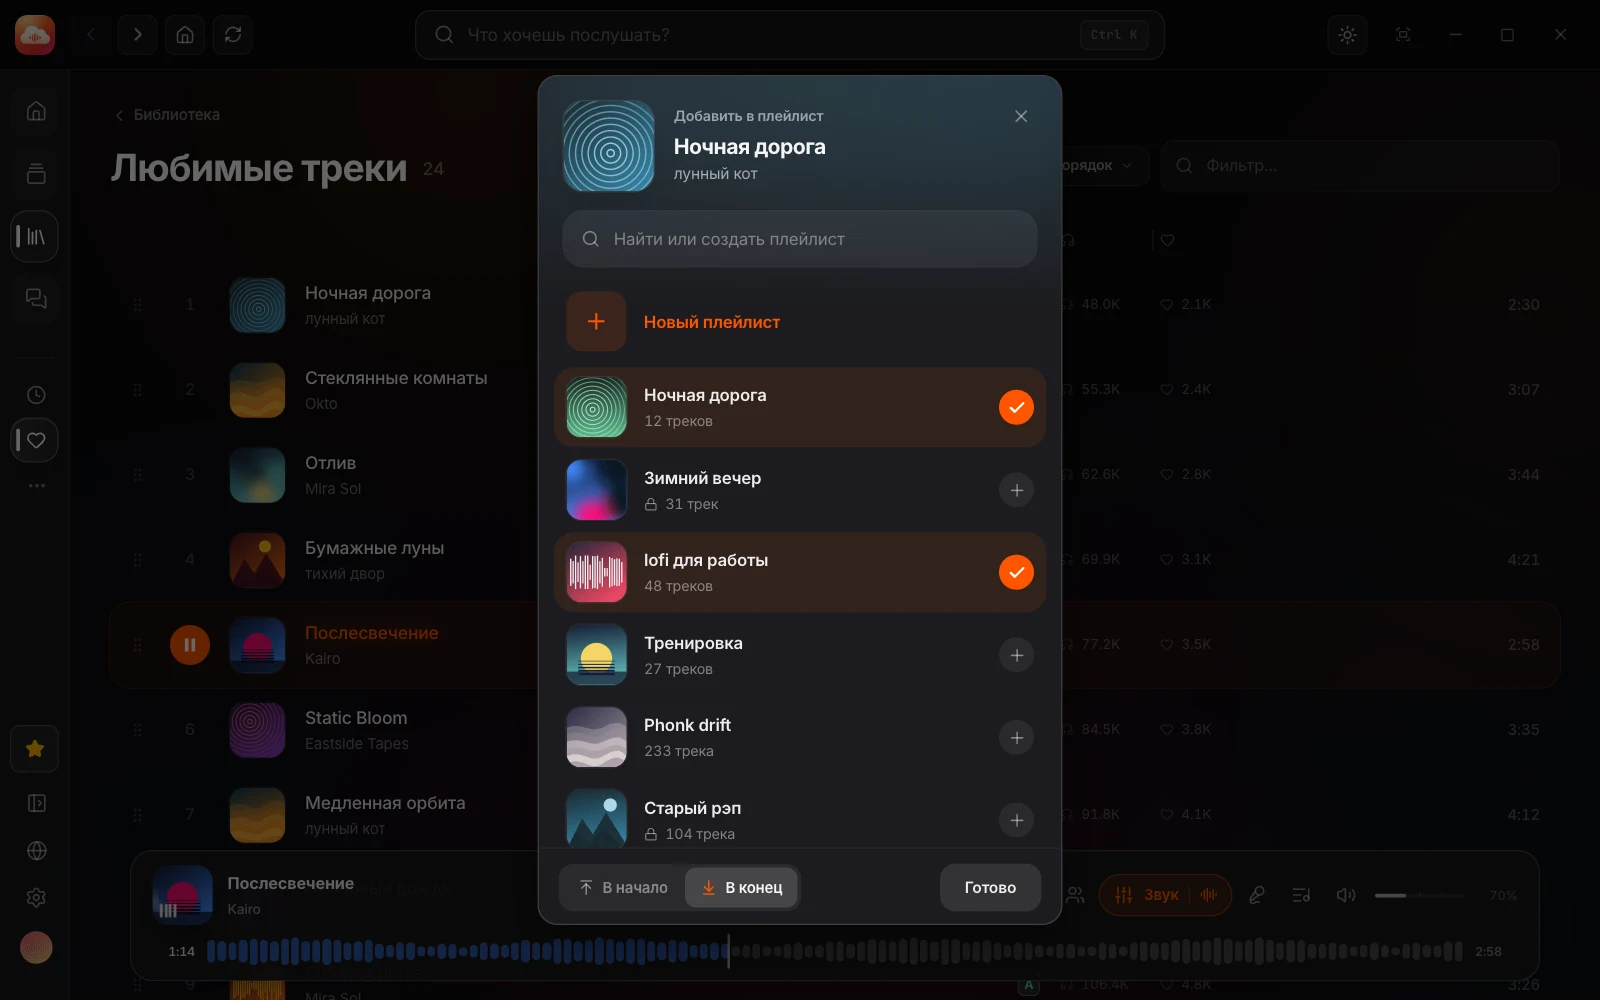 Что хочешь послушать?
Ctrl K
Библиотека
Любимые треки 24
орядок
Фильтр...
1
Ночная дорога
лунный кот
48.0K
2.1K
2:30
2
Стеклянные комнаты
Okto
55.3K
2.4K
3:07
3
Отлив
Mira Sol
62.6K
2.8K
3:44
4
Бумажные луны
тихий двор
69.9K
3.1K
4:21
Послесвечение
Kairo
77.2K
3.5K
2:58
6
Static Bloom
Eastside Tapes
84.5K
3.8K
3:35
7
Медленная орбита
лунный кот
91.8K
4.1K
4:12
9
Mira Sol
A
106.4K
4.8K
3:26
Добавить в плейлист
Ночная дорога
лунный кот
Найти или создать плейлист
Новый плейлист
Ночная дорога
12 треков
Зимний вечер
31 трек
lofi для работы
48 треков
Тренировка
27 треков
Phonk drift
233 трека
Старый рэп
104 трека
В начало
В конец
Готово
Послесвечение
Kairo
Звук
70%
1:14
2:58